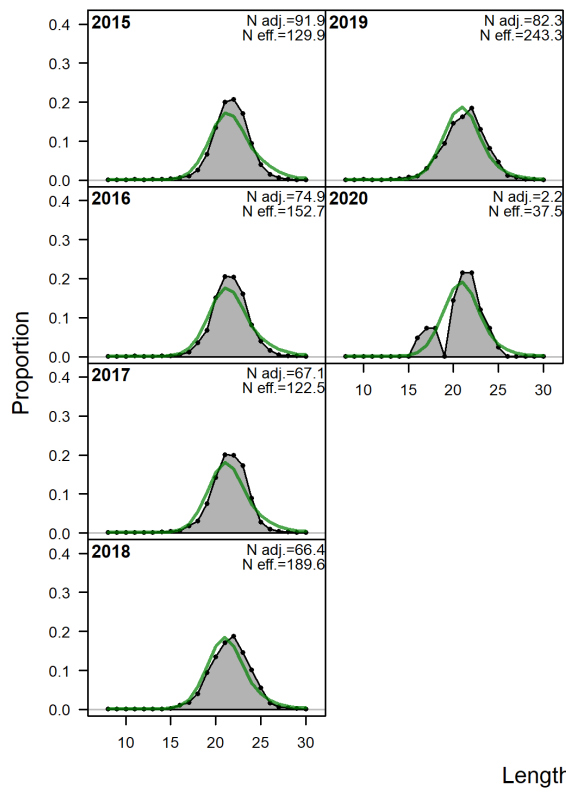 2015
N adj.=91.9
N eff.=129.9
2019
N adj.=82.3
N eff.=243.3
0.4
0.3
0.2
0.1
0.0
2016
N adj.=74.9
N eff.=152.7
2020
N adj.=2.2
N eff.=37.5
0.4
0.3
0.2
0.1
0.0
10 15 20 25 30
2017
N adj.=67.1
N eff.=122.5
0.4
0.3
0.2
0.1
0.0
2018
N adj.=66.4
N eff.=189.6
0.4
0.3
0.2
0.1
0.0
10 15 20 25 30
Proportion
Length